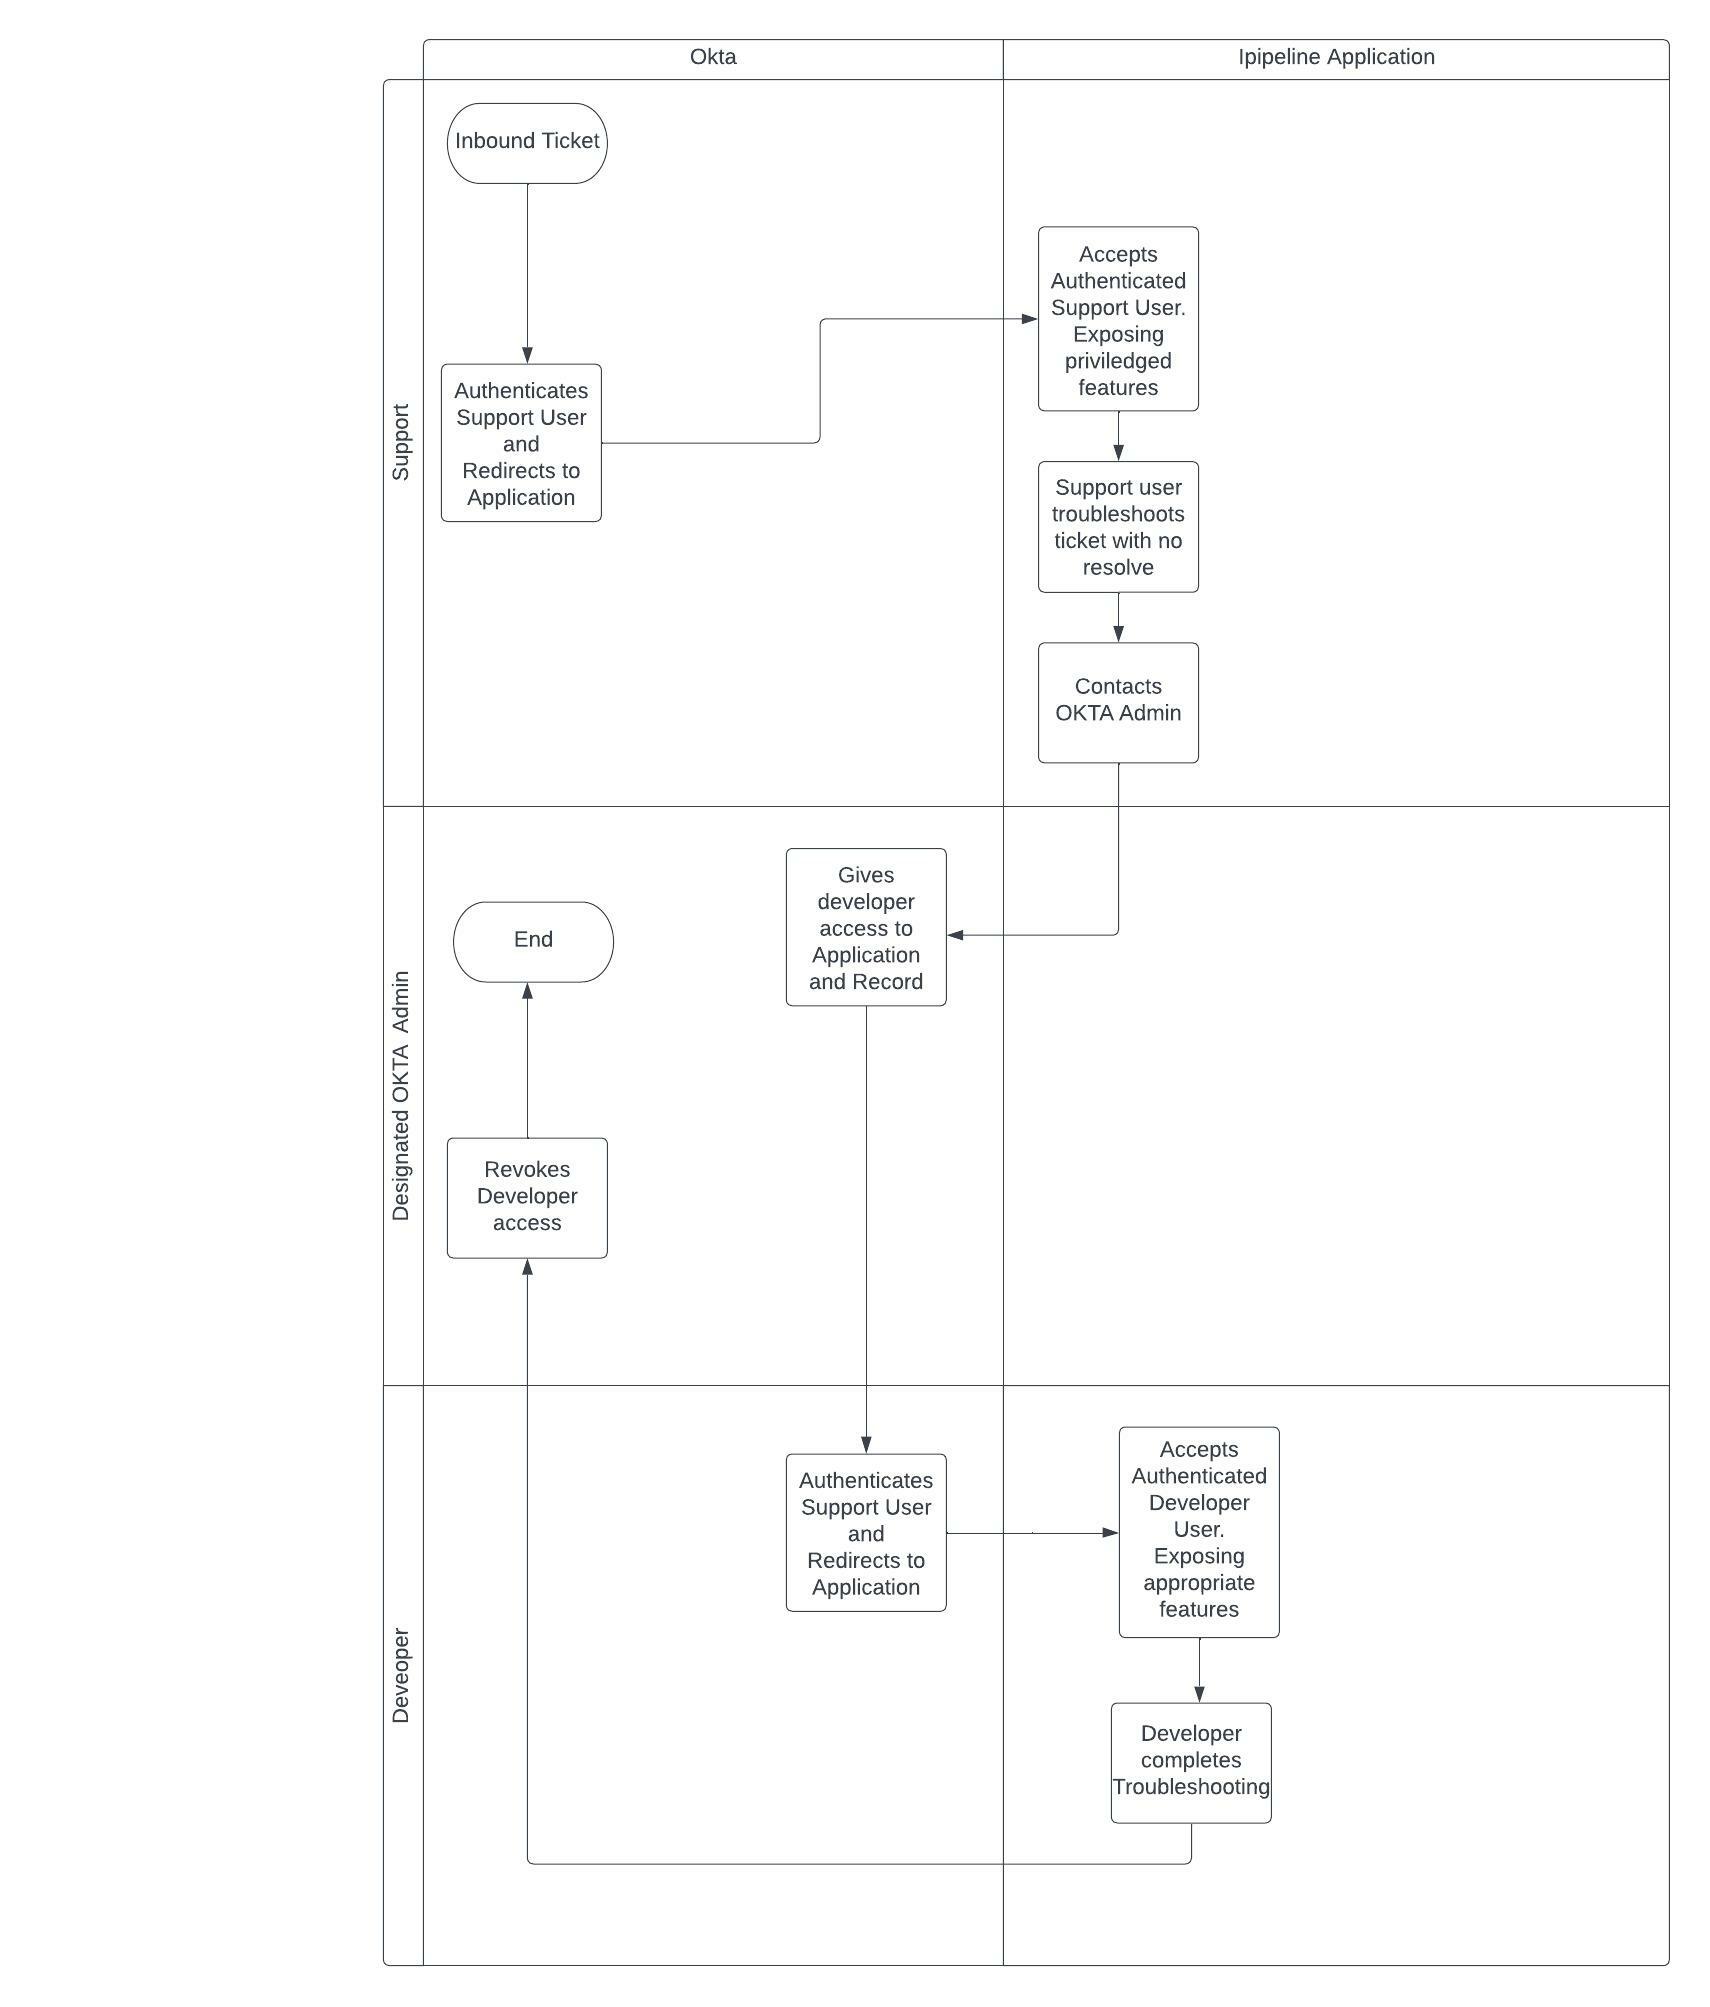 Okta
Ipipeline Application
Support
Inbound Ticket
Authenticates
Support User
and
Redirects to
Application
Accepts
Authenticated
Support User.
Exposing
priviledged
features
Support user
troubleshoots
ticket with no
resolve
Contacts
OKTA Admin
Designated OKTA  Admin
Gives
developer
access to
Application
and Record
End
Revokes
Developer
access
Deveoper
Authenticates
Support User
and
Redirects to
Application
Accepts
Authenticated
Developer
User.
Exposing
appropriate
features
Developer
completes
Troubleshooting